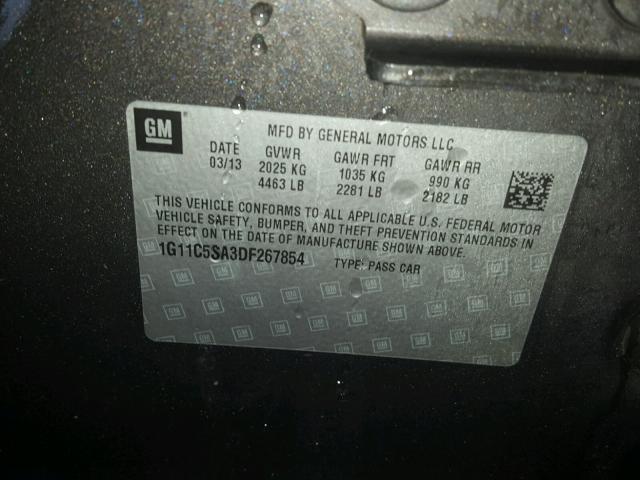 GM
MFD BY GENERAL MOTORS LLC
DATE GVWR GAWR FRT GAWR RR
03/13 2025 KG 1035 KG 990 KG
4463 LB 2281 LB 2182 LB
THIS VEHICLE CONFORMS TO ALL APPLICABLE U.S. FEDERAL MOTOR
VEHICLE SAFETY, BUMPER, AND THEFT PREVENTION STANDARDS IN
EFFECT ON THE DATE OF MANUFACTURE SHOWN ABOVE.
1G11C5SA3DF267854 TYPE: PASS CAR